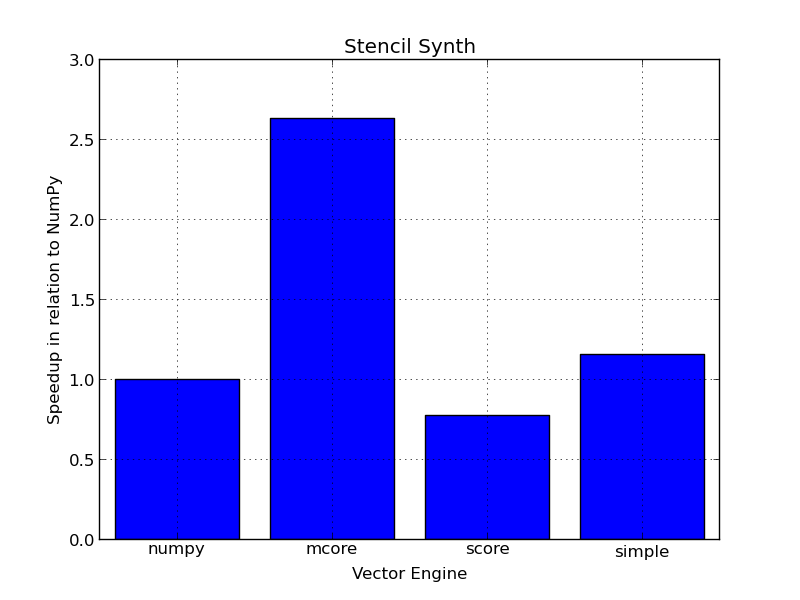 Stencil Synth
Speedup in relation to NumPy
3.0
2.5
2.0
1.5
1.0
0.5
0.0
numpy mcore score simple
Vector Engine